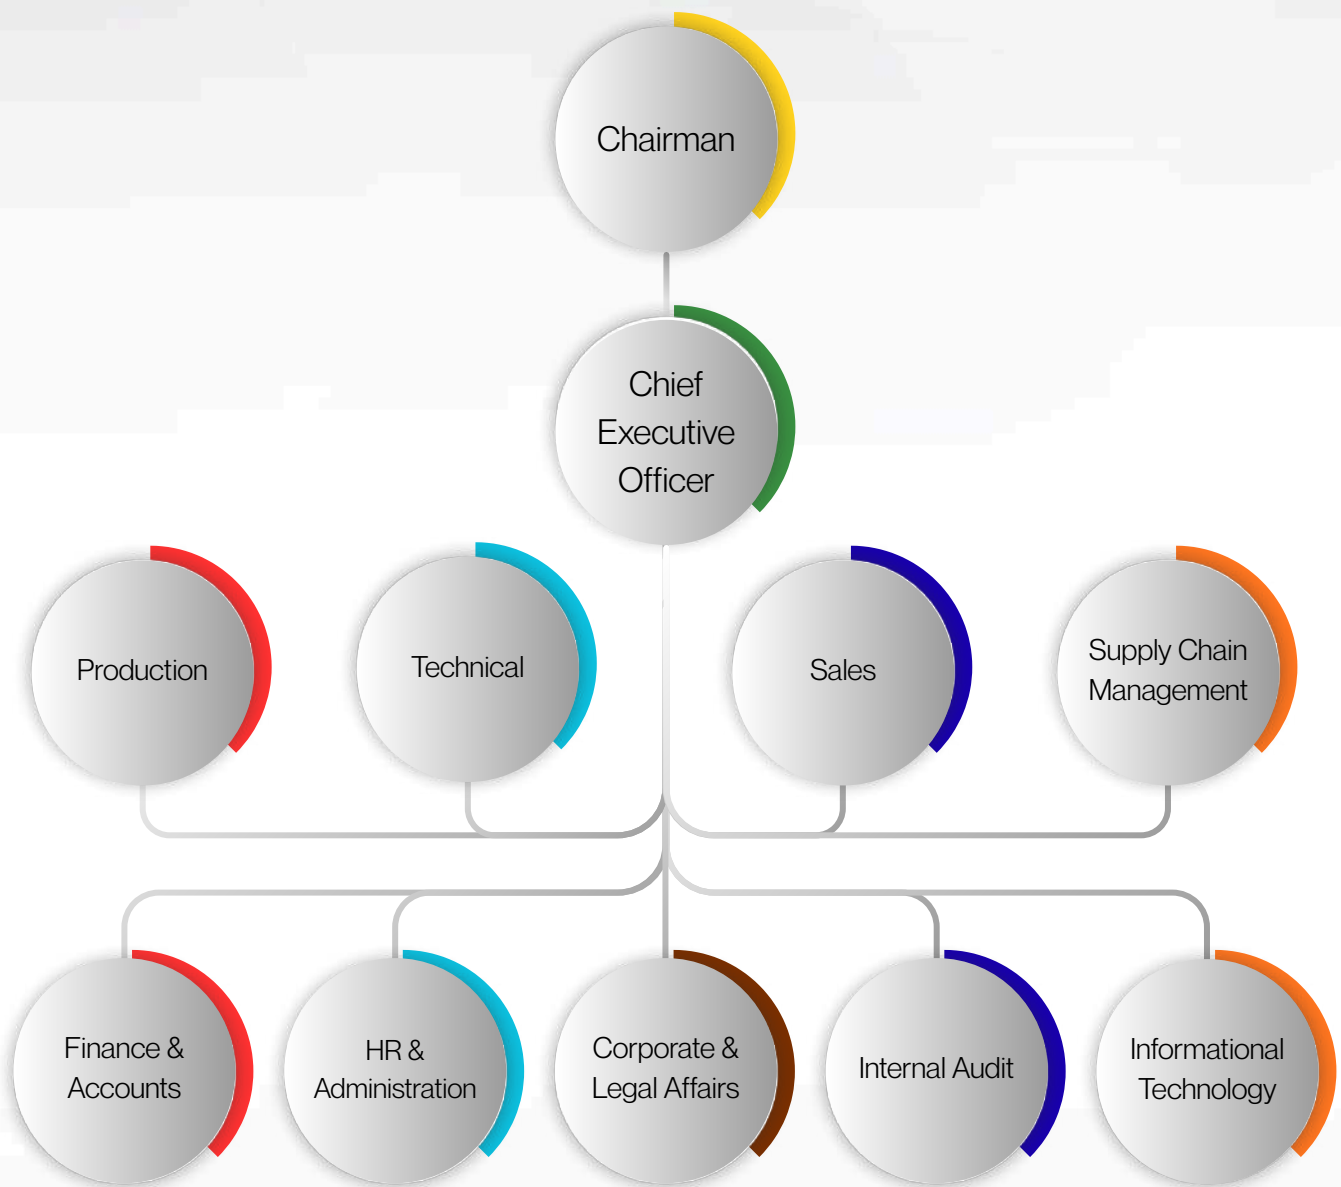 Chairman
Chief
Executive
Officer
Production
Technical
Sales
Supply Chain
Management
Finance &
Accounts
HR &
Administration
Corporate &
Legal Affairs
Internal Audit
Informational
Technology